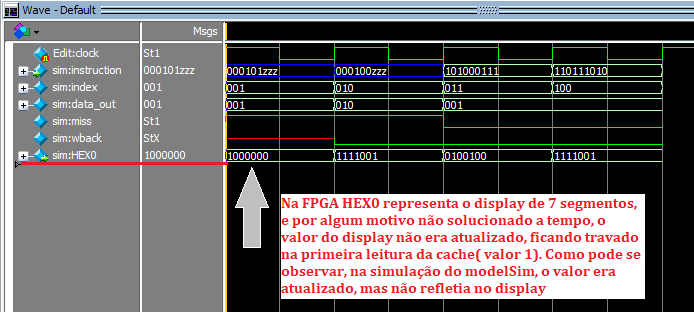 Wave - Default
Msgs
Edit:clock St1
sim:instruction 000101zzz 000101zzz 000100zzz 101000111 110111010
sim:index 001 001 010 011 100
sim:data_out 001 001 010 001
sim:miss St1
sim:wback StX
sim:HEX0 1000000 1000000 1111001 0100100 1111001
Na FPGA HEX0 representa o display de 7 segmentos,
e por algum motivo não solucionado a tempo, o
valor do display não era atualizado, ficando travado
na primeira leitura da cache( valor 1). Como pode se
observar, na simulação do modelSim, o valor era
atualizado, mas não refletia no display